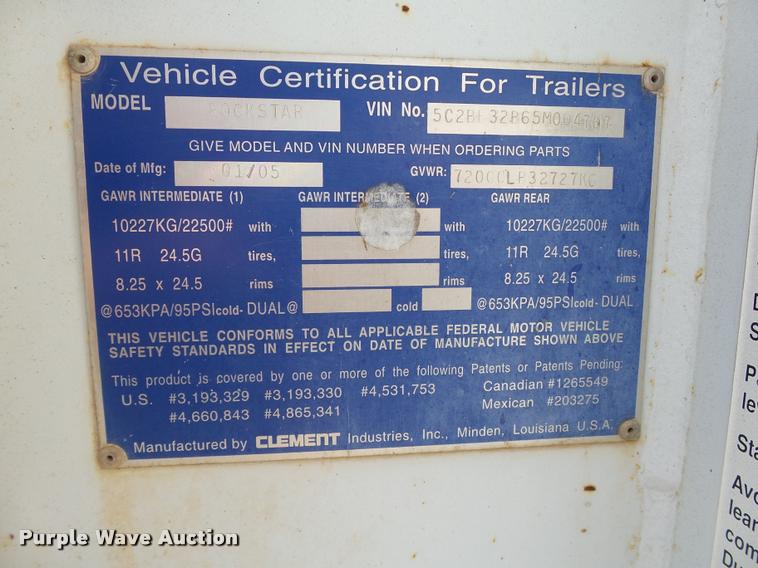 Vehicle Certification For Trailers
MODEL ROCKSTAR VIN No.
GIVE MODEL AND VIN NUMBER WHEN ORDERING PARTS
Date of Mfg: 01/05 GVWR:
GAWR INTERMEDIATE (1) GAWR INTERMEDIATE (2) GAWR REAR
10227KG/22500# with with 10227KG/22500#
11R 24.5G tires, tires, 11R 24.5G
8.25 x 24.5 rims rims 8.25 x 24.5
@653KPA/95PSIcold- DUAL@ cold @653KPA/95PSIcold- DUAL
THIS VEHICLE CONFORMS TO ALL APPLICABLE FEDERAL MOTOR VEHICLE
SAFETY STANDARDS IN EFFECT ON DATE OF MANUFACTURE SHOWN ABOVE
This product is covered by one or more of the following Patents or Patents Pending:
U.S. #3,193,329 #3,193,330 #4,531,753 Canadian #1265549
#4,660,843 #4,865,341 Mexican #203275
Manufactured by CLEMENT Industries, Inc., Minden, Louisiana U.S.A.
Purple Wave Auction